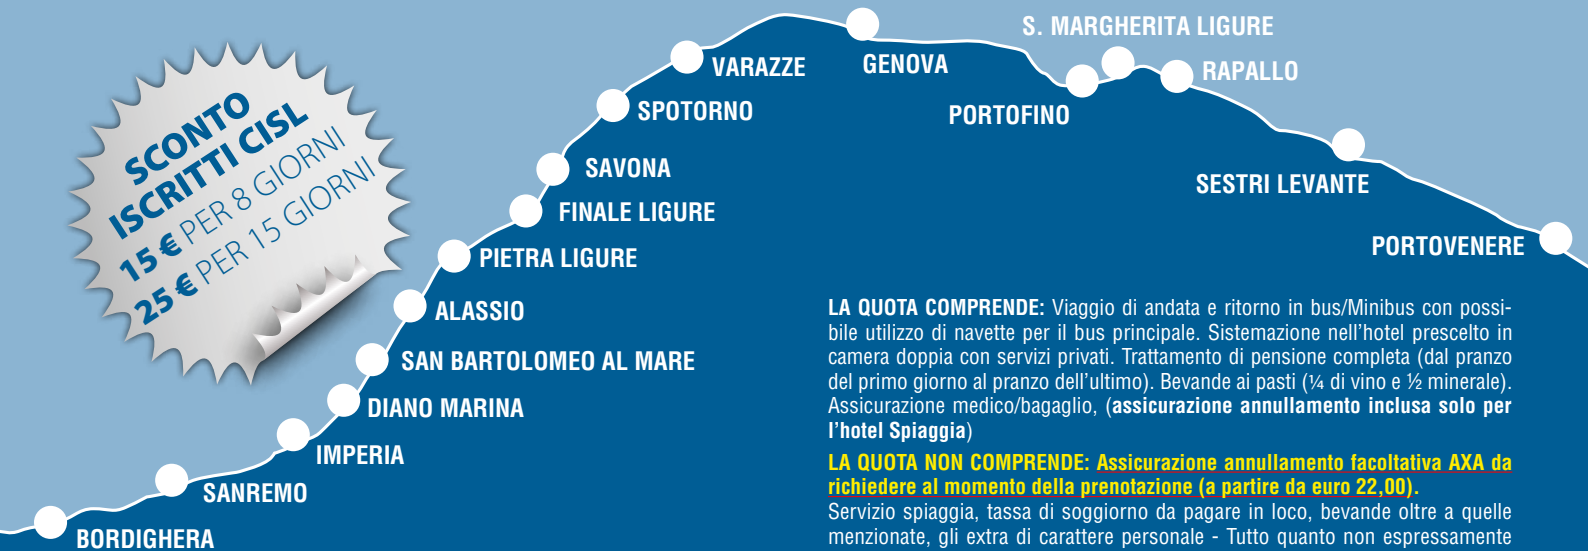 SCONTO
ISCRITTI CISL
15 € PER 8 GIORNI
25 € PER 15 GIORNI
S. MARGHERITA LIGURE
VARAZZE
GENOVA
RAPALLO
SPOTORNO
PORTOFINO
SAVONA
SESTRI LEVANTE
FINALE LIGURE
PORTOVENERE
PIETRA LIGURE
ALASSIO
SAN BARTOLOMEO AL MARE
DIANO MARINA
IMPERIA
SANREMO
BORDIGHERA
LA QUOTA COMPRENDE: Viaggio di andata e ritorno in bus/Minibus con possi-
bile utilizzo di navette per il bus principale. Sistemazione nell'hotel prescelto in
camera doppia con servizi privati. Trattamento di pensione completa (dal pranzo
del primo giorno al pranzo dell'ultimo). Bevande ai pasti (¼ di vino e ½ minerale).
Assicurazione medico/bagaglio, (assicurazione annullamento inclusa solo per
l'hotel Spiaggia)
LA QUOTA NON COMPRENDE: Assicurazione annullamento facoltativa AXA da
richiedere al momento della prenotazione (a partire da euro 22,00).
Servizio spiaggia, tassa di soggiorno da pagare in loco, bevande oltre a quelle
menzionate, gli extra di carattere personale - Tutto quanto non espressamente